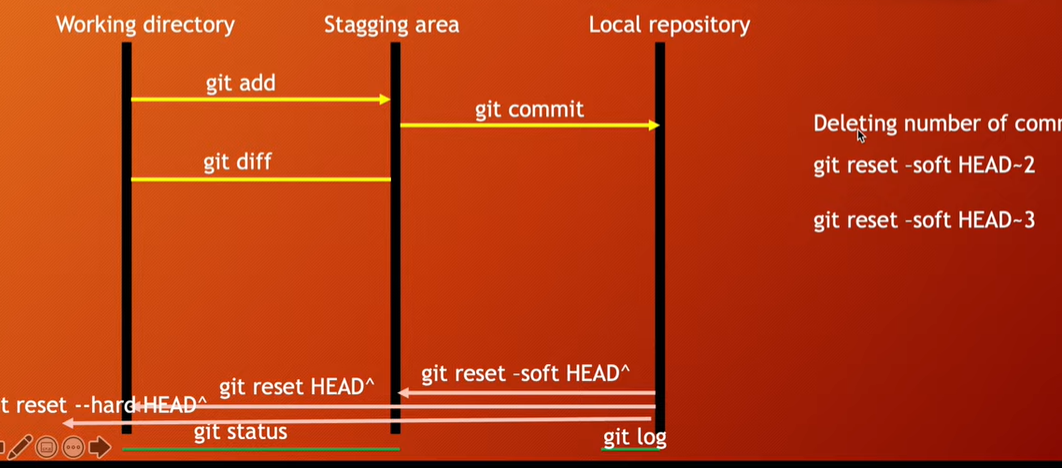 Working directory
Stagging area
Local repository
git add
git commit
Deleting number of
git diff
git reset –soft HEAD~2
git reset –soft HEAD~3
git reset –soft HEAD^
git reset HEAD^
t reset --hard HEAD^
git status
git log